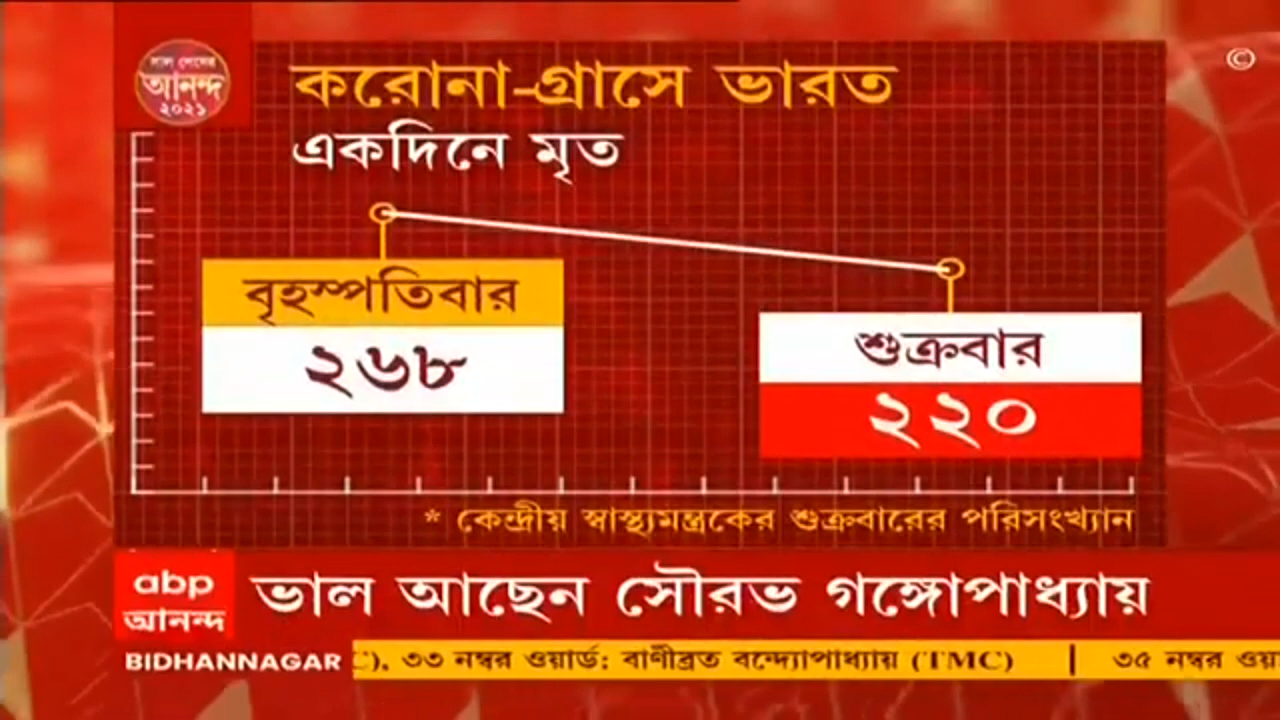 সাল শেষের
আনন্দ
২০২১
©
করোনা-গ্রাসে ভারত
একদিনে মৃত
বৃহস্পতিবার
২৬৮
শুক্রবার
২২০
* কেন্দ্রীয় স্বাস্থ্যমন্ত্রকের শুক্রবারের পরিসংখ্যান
abp
আনন্দ
ভাল আছেন সৌরভ গঙ্গোপাধ্যায়
BIDHANNAGAR
), ৩৩ নম্বর ওয়ার্ড: বাণীব্রত বন্দ্যোপাধ্যায় (TMC) | ৩৫ নম্বর